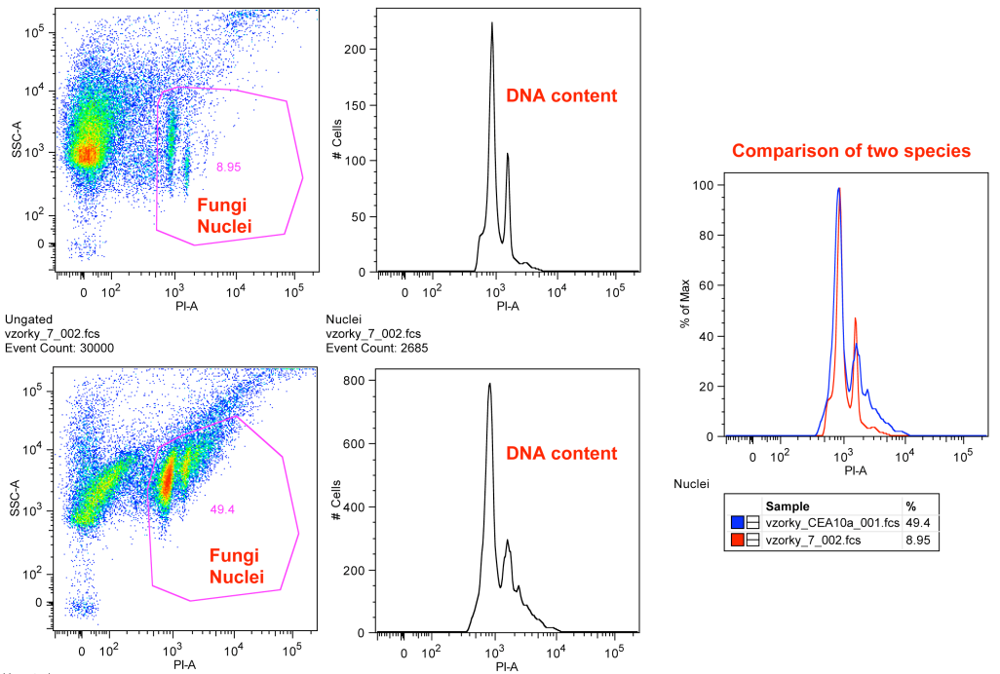 10⁵
10⁴
10³
10²
0
SSC-A
8.95
Fungi
Nuclei
0 10² 10³ 10⁴ 10⁵
PI-A
Ungated
vzorky_7_002.fcs
Event Count: 30000
200
150
100
50
0
# Cells
DNA content
0 10² 10³ 10⁴ 10⁵
PI-A
Nuclei
vzorky_7_002.fcs
Event Count: 2685
10⁵
10⁴
10³
10²
0
SSC-A
49.4
Fungi
Nuclei
0 10² 10³ 10⁴ 10⁵
PI-A
800
600
400
200
0
# Cells
DNA content
0 10² 10³ 10⁴ 10⁵
PI-A
Comparison of two species
100
80
60
40
20
0
% of Max
0 10² 10³ 10⁴ 10⁵
PI-A
Nuclei
Sample %
vzorky_CEA10a_001.fcs 49.4
vzorky_7_002.fcs 8.95